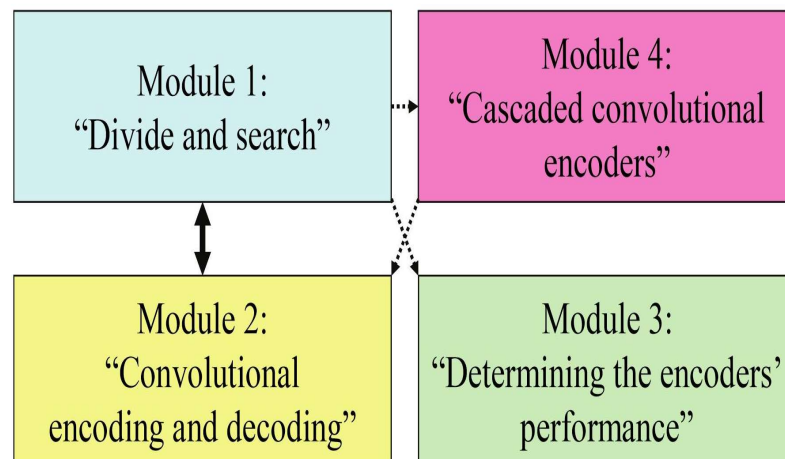 Module 1:
“Divide and search”
Module 4:
“Cascaded convolutional
encoders”
Module 2:
“Convolutional
encoding and decoding”
Module 3:
“Determining the encoders’
performance”